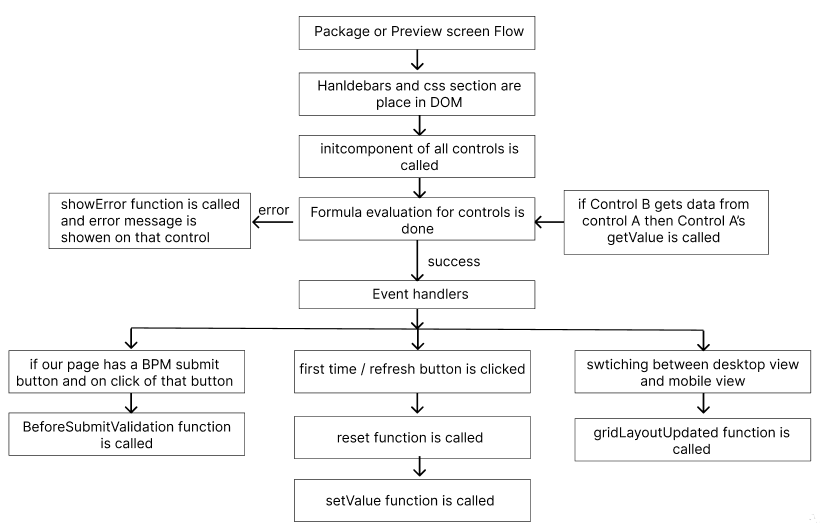 Package or Preview screen Flow
Hanldebars and css section are
place in DOM
initcomponent of all controls is
called
showError function is called
and error message is
showen on that control
error
Formula evaluation for controls is
done
if Control B gets data from
control A then Control A's
getValue is called
success
Event handlers
if our page has a BPM submit
button and on click of that button
first time / refresh button is clicked
swtiching between desktop view
and mobile view
BeforeSubmitValidation function
is called
reset function is called
gridLayoutUpdated function is
called
setValue function is called